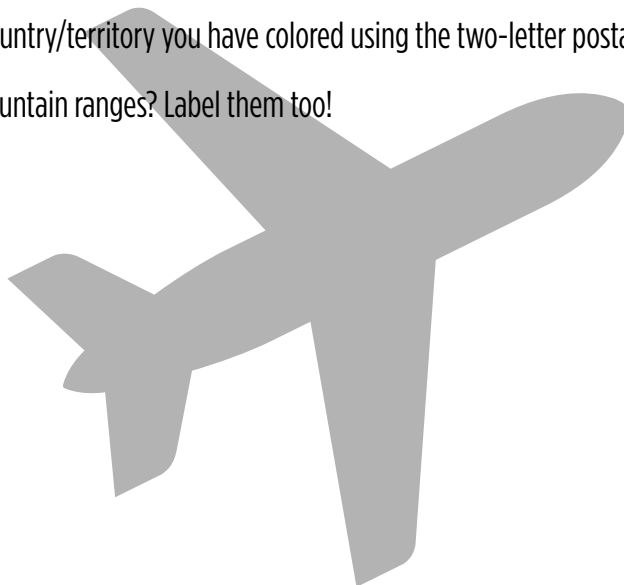 untry/territory you have colored using the two-letter posta
untain ranges? Label them too!